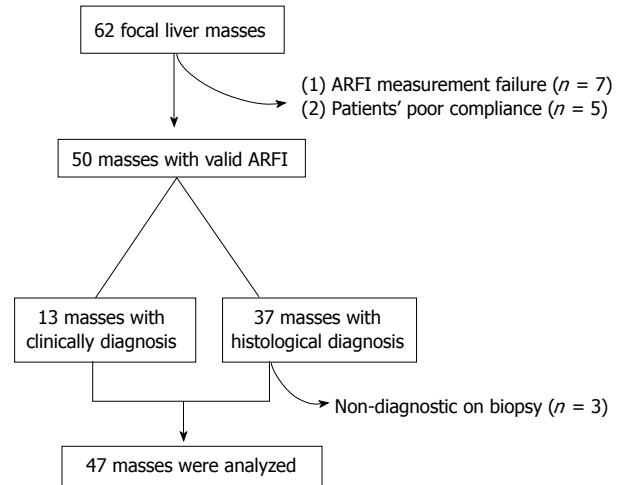 62 focal liver masses
(1) ARFI measurement failure (n = 7)
(2) Patients' poor compliance (n = 5)
50 masses with valid ARFI
13 masses with
clinically diagnosis
37 masses with
histological diagnosis
Non-diagnostic on biopsy (n = 3)
47 masses were analyzed